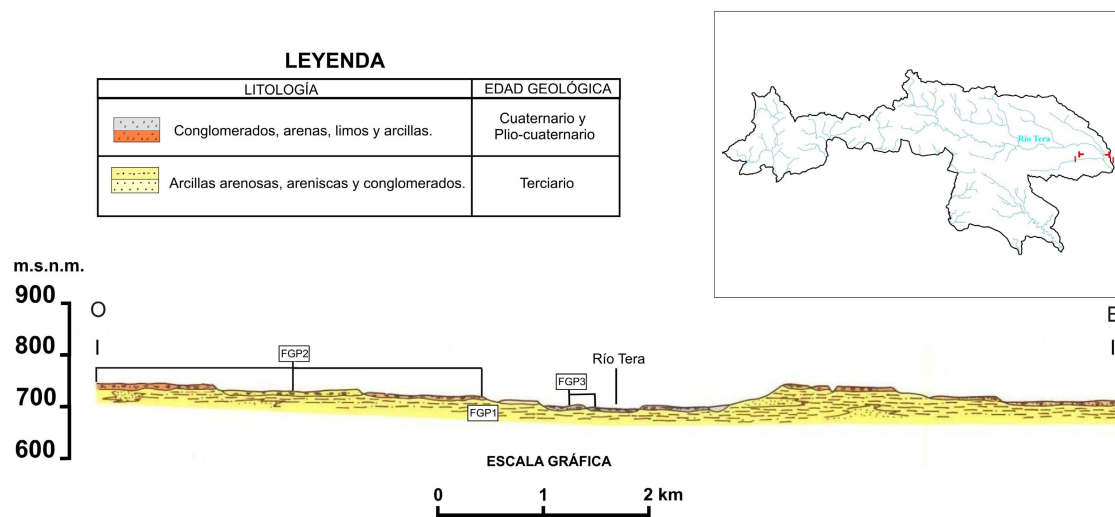 LEYENDA
LITOLOGÍA
EDAD GEOLÓGICA
Conglomerados, arenas, limos y arcillas.
Cuaternario y
Plio-cuaternario
Arcillas arenosas, areniscas y conglomerados.
Terciario
Río Tera
I
I
m.s.n.m.
900
800
700
600
O
I
E
I
FGP2
FGP1
FGP3
Río Tera
ESCALA GRÁFICA
0 1 2 km